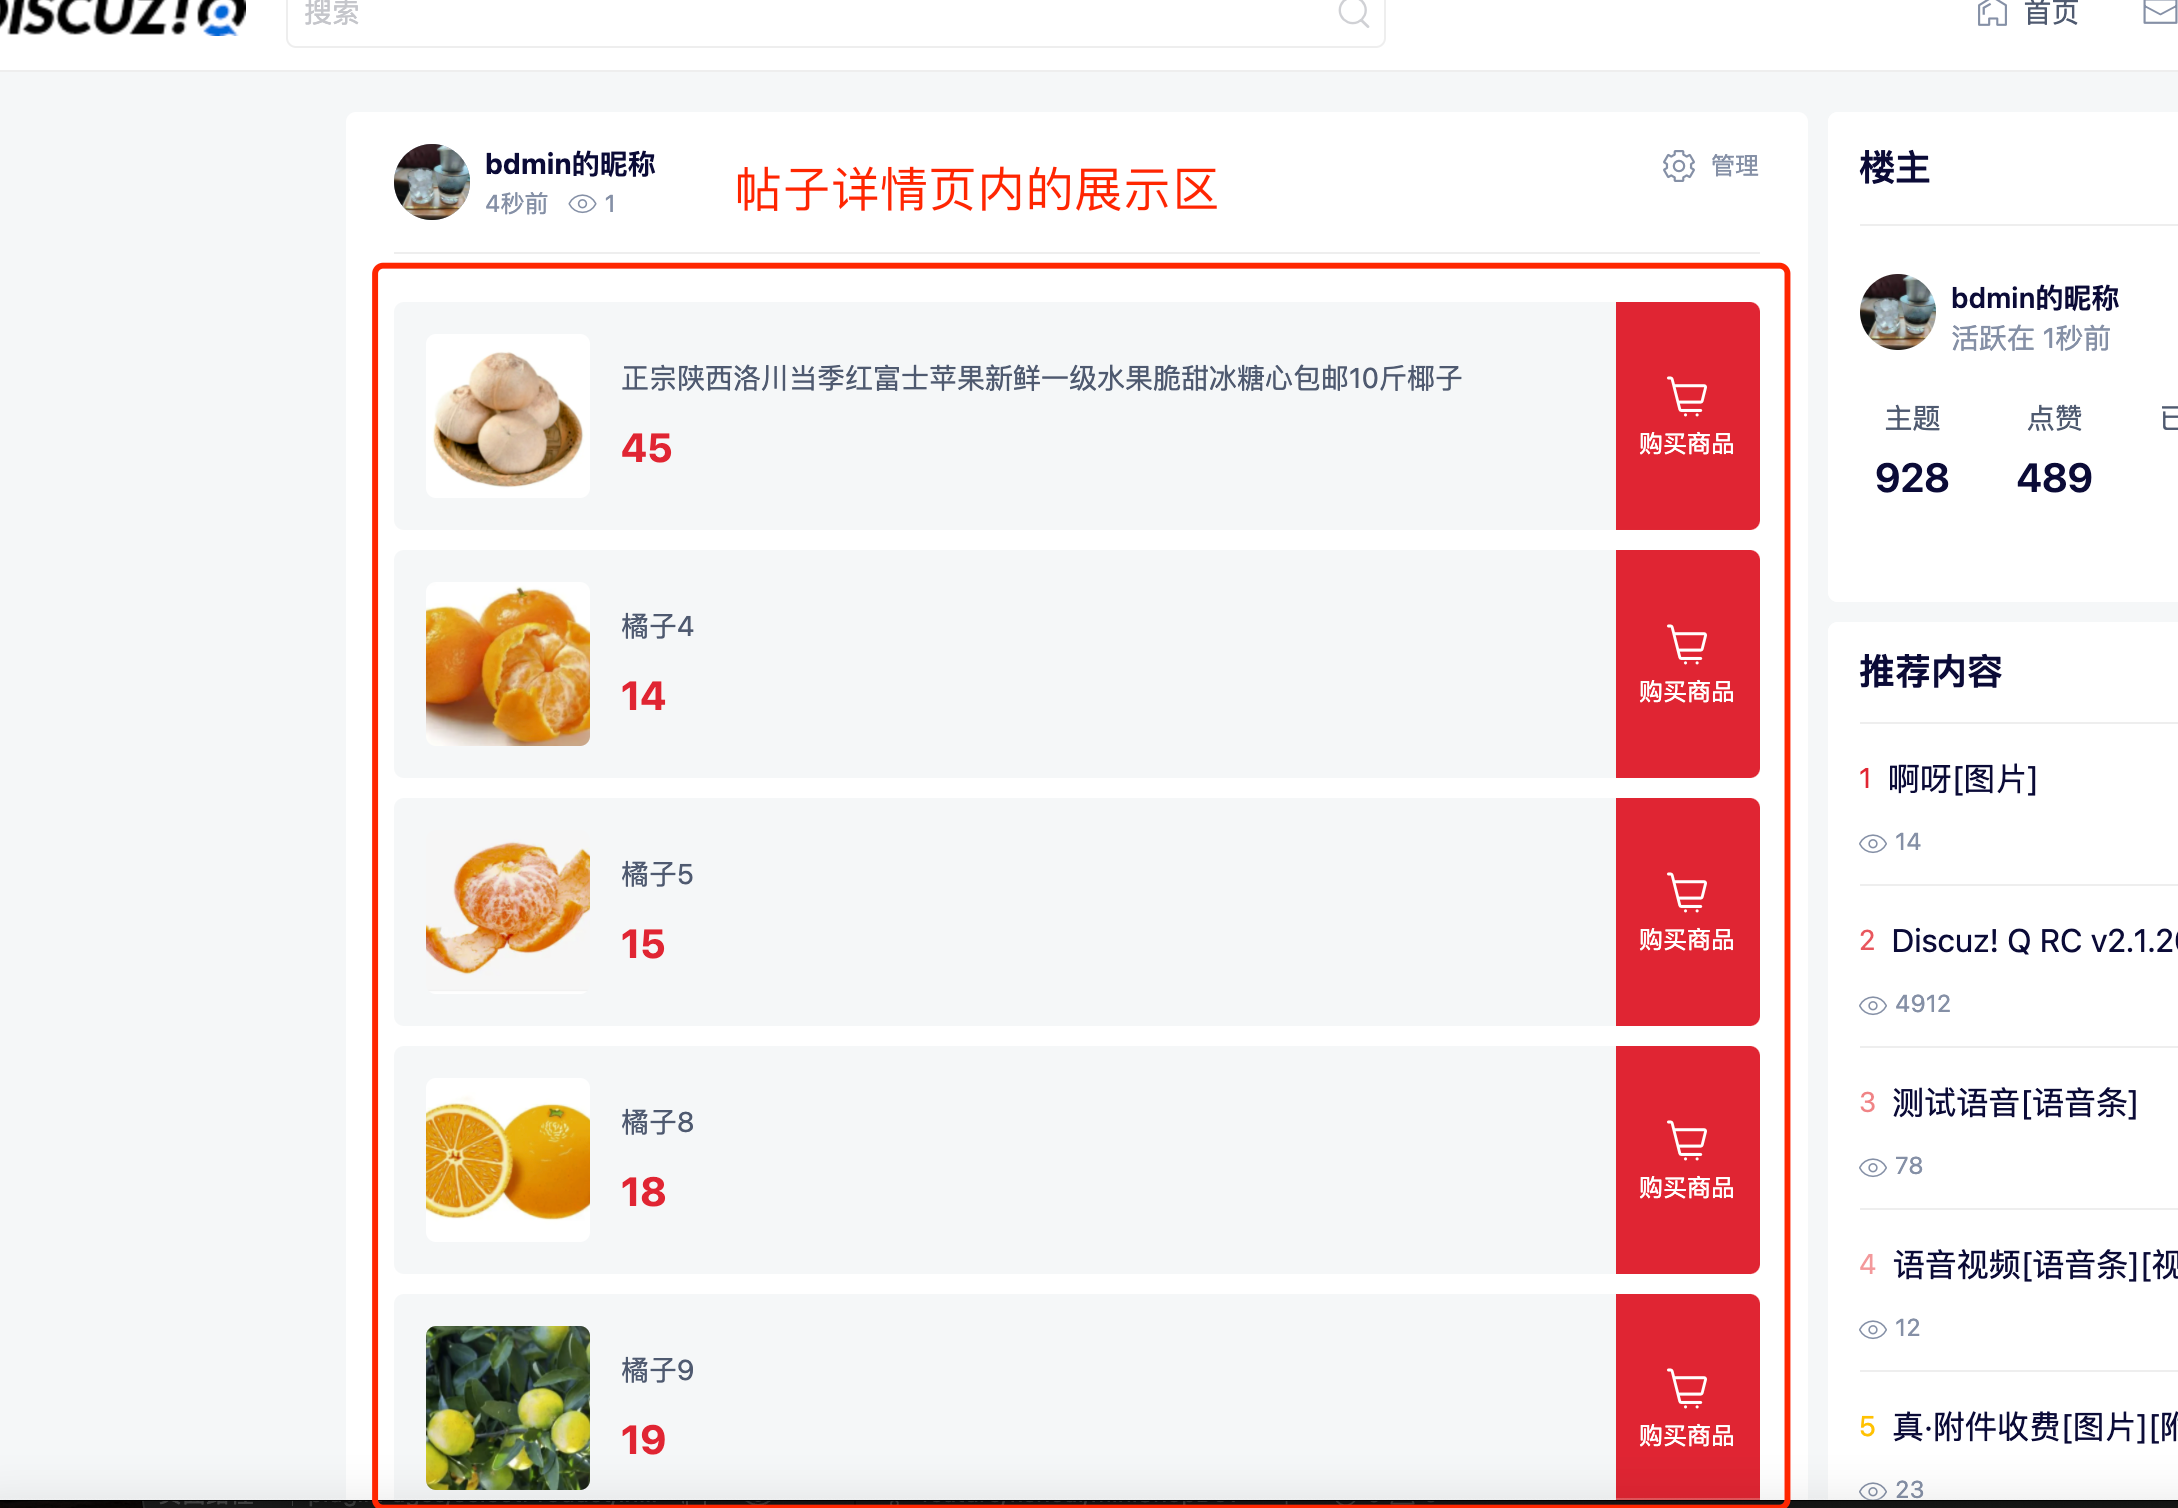 DISCUZ!Q
搜索
首页
bdmin的昵称
4秒前 1
帖子详情页内的展示区
管理
正宗陕西洛川当季红富士苹果新鲜一级水果脆甜冰糖心包邮10斤椰子
45
购买商品
橘子4
14
购买商品
橘子5
15
购买商品
橘子8
18
购买商品
橘子9
19
购买商品
楼主
bdmin的昵称
活跃在 1秒前
主题 点赞
928 489
推荐内容
1 啊呀[图片]
14
2 Discuz! Q RC v2.1.2
4912
3 测试语音[语音条]
78
4 语音视频[语音条][视
12
5 真·附件收费[图片][附
23